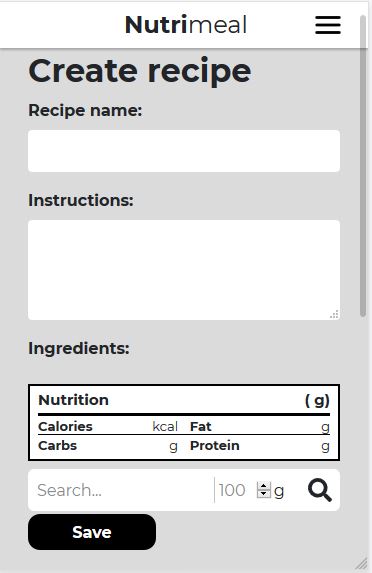 Nutrimeal
Create recipe
Recipe name:
Instructions:
Ingredients:
Nutrition ( g)
Calories kcal Fat g
Carbs g Protein g
Search... 100 g
Save